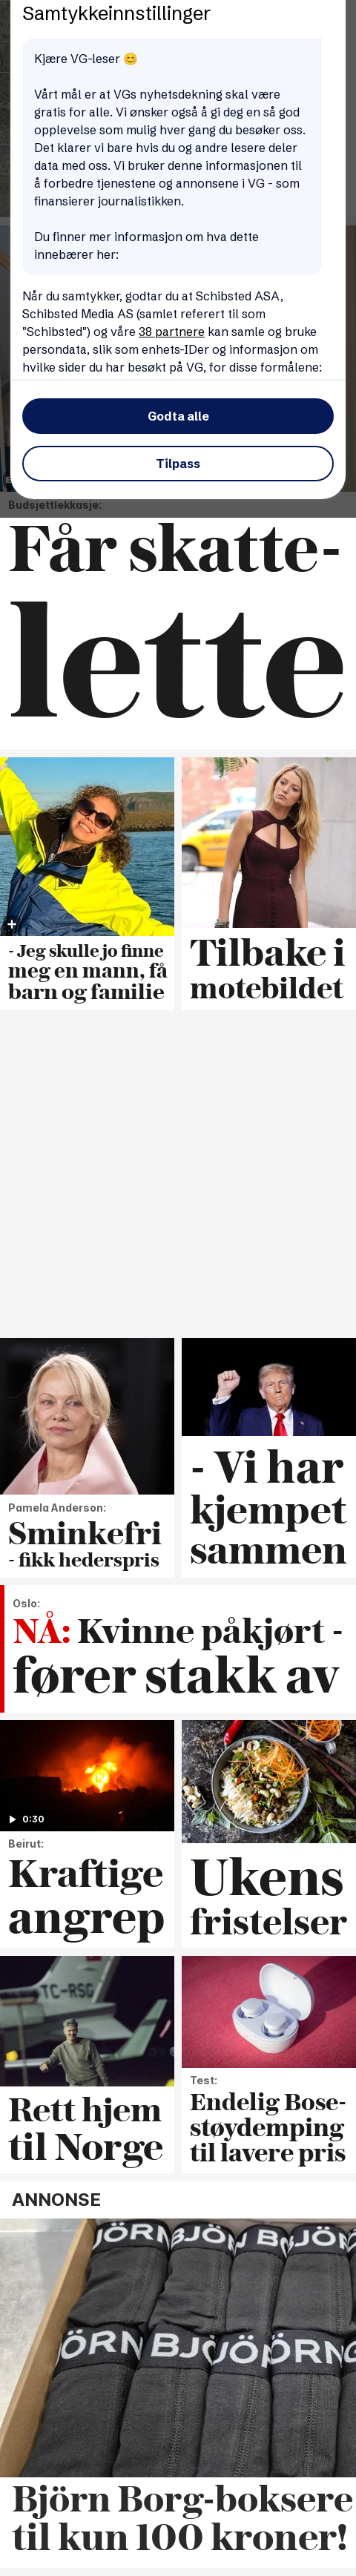 Samtykkeinnstillinger
Kjære VG-leser 😊
Vårt mål er at VGs nyhetsdekning skal være
gratis for alle. Vi ønsker også å gi deg en så god
opplevelse som mulig hver gang du besøker oss.
Det klarer vi bare hvis du og andre lesere deler
data med oss. Vi bruker denne informasjonen til
å forbedre tjenestene og annonsene i VG - som
finansierer journalistikken.
Du finner mer informasjon om hva dette
innebærer her:
Når du samtykker, godtar du at Schibsted ASA,
Schibsted Media AS (samlet referert til som
"Schibsted") og våre 38 partnere kan samle og bruke
persondata, slik som enhets-IDer og informasjon om
hvilke sider du har besøkt på VG, for disse formålene:
Godta alle
Tilpass
Budsjettlekkasje:
Får skatte-
lette
- Jeg skulle jo finne
meg en mann, få
barn og familie
Tilbake i
motebildet
Pamela Anderson:
Sminkefri
- fikk hederspris
- Vi har
kjempet
sammen
Oslo:
NÅ: Kvinne påkjørt -
fører stakk av
0:30
Beirut:
Kraftige
angrep
Ukens
fristelser
TC-RSG
Rett hjem
til Norge
Test:
Endelig Bose-
støydemping
til lavere pris
ANNONSE
Björn Borg-boksere
til kun 100 kroner!